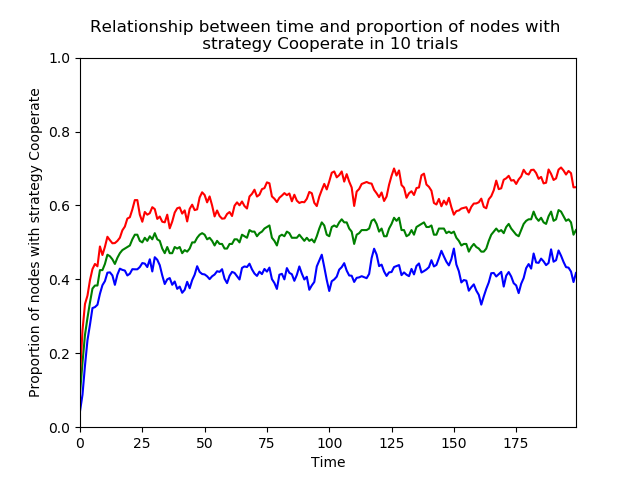 Relationship between time and proportion of nodes with
strategy Cooperate in 10 trials
1.0
0.8
0.6
0.4
0.2
0.0
Proportion of nodes with strategy Cooperate
0 25 50 75 100 125 150 175
Time